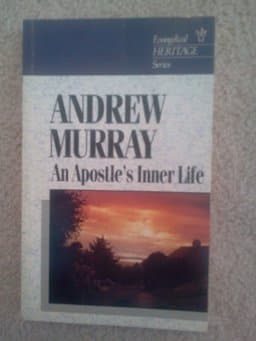 Evangelical
HERITAGE
Series
ANDREW
MURRAY
An Apostle's Inner Life